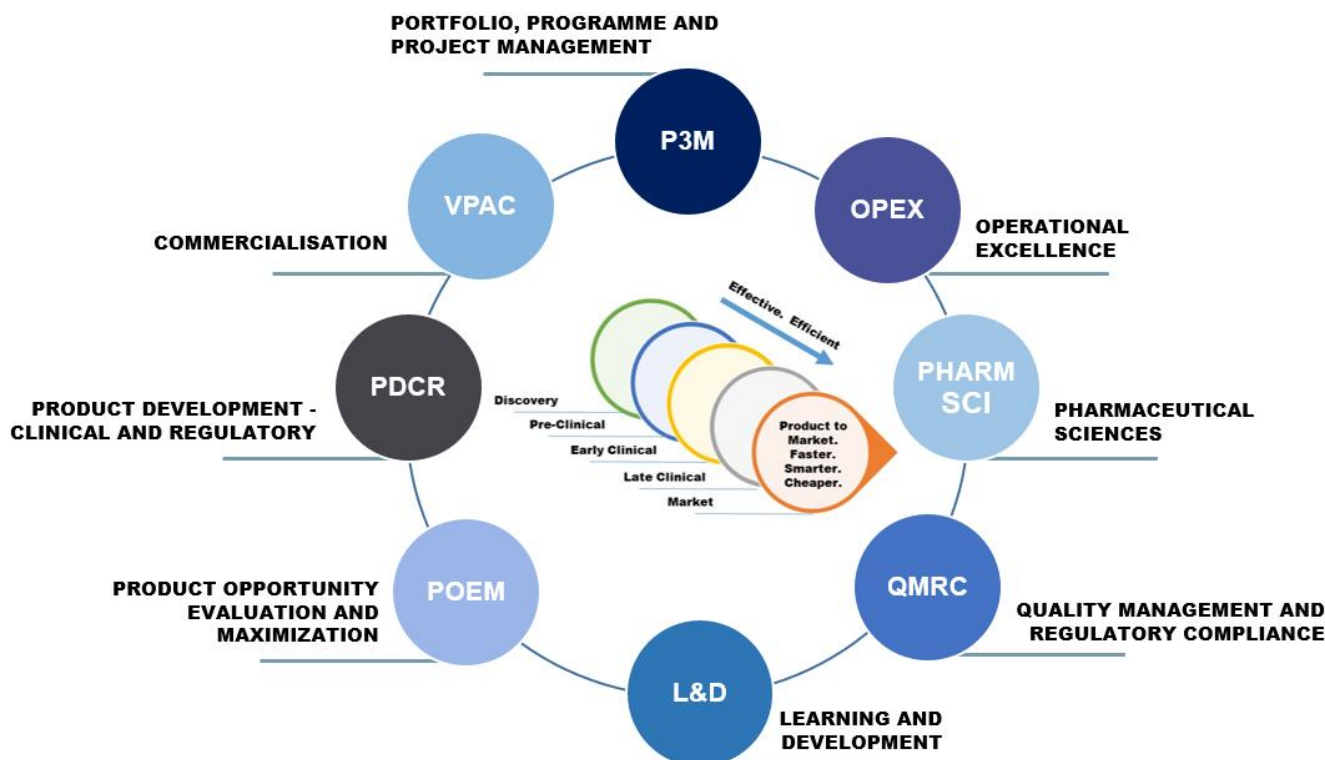 PORTFOLIO, PROGRAMME AND
PROJECT MANAGEMENT
P3M
OPEX
OPERATIONAL
EXCELLENCE
PHARM
SCI
PHARMACEUTICAL
SCIENCES
QMRC
QUALITY MANAGEMENT AND
REGULATORY COMPLIANCE
L&D
LEARNING AND
DEVELOPMENT
POEM
PRODUCT OPPORTUNITY
EVALUATION AND
MAXIMIZATION
PDCR
PRODUCT DEVELOPMENT -
CLINICAL AND REGULATORY
VPAC
COMMERCIALISATION
Effective. Efficient
Discovery
Pre-Clinical
Early Clinical
Late Clinical
Market
Product to
Market.
Faster.
Smarter.
Cheaper.